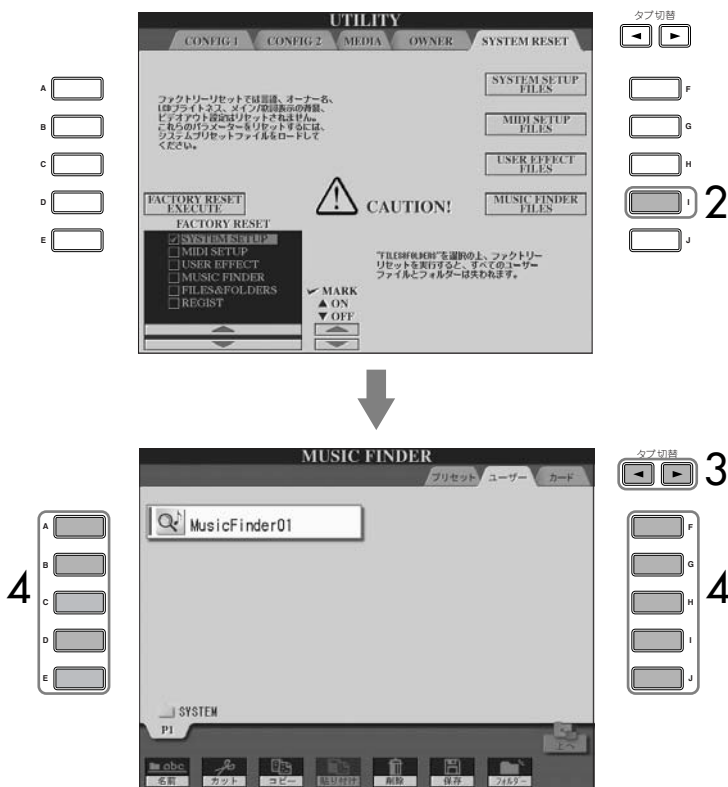 UTILITY
CONFIG 1 CONFIG 2 MEDIA OWNER SYSTEM RESET
タブ切替
ファクトリーリセットでは言語、オーナー名、
LCDブライトネス、メイン/歌詞表示の背景、
ビデオアウト設定はリセットされません。
これらのパラメーターをリセットするには、
システムプリセットファイルをロードして
ください。
SYSTEM SETUP
FILES
MIDI SETUP
FILES
USER EFFECT
FILES
MUSIC FINDER
FILES
A
B
C
D
E
F
G
H
I
J
2
FACTORY RESET
EXECUTE
CAUTION!
FACTORY RESET
SYSTEM SETUP
MIDI SETUP
USER EFFECT
MUSIC FINDER
FILES&FOLDERS
REGIST
MARK
▲ ON
▼ OFF
"FILES&FOLDERS"を選択の上、ファクトリー
リセットを実行すると、すべてのユーザー
ファイルとフォルダーは失われます。
MUSIC FINDER
プリセット ユーザー カード
タブ切替
3
MusicFinder01
A
B
C
D
E
4
F
G
H
I
J
4
SYSTEM
P1
上へ
abc
名前 カット コピー 貼り付け 削除 保存 フォルダー